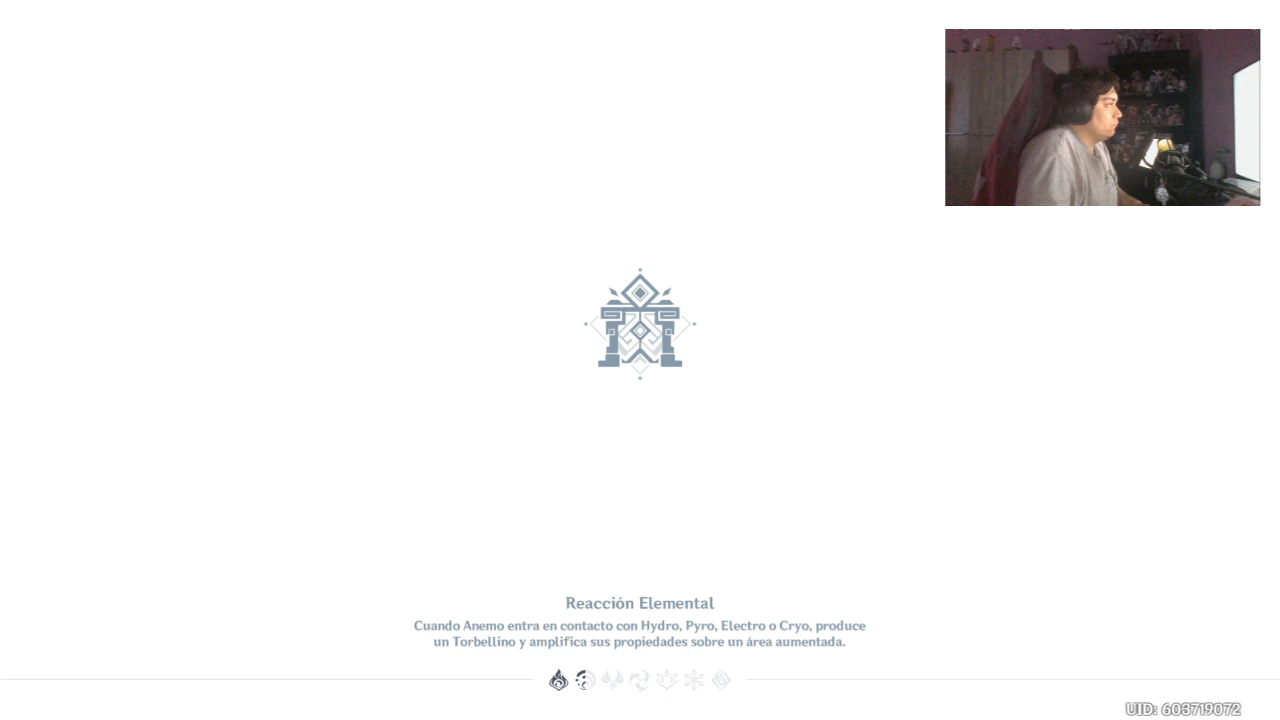 Reacción Elemental
Cuando Anemo entra en contacto con Hydro, Pyro, Electro o Cryo, produce
un Torbellino y amplifica sus propiedades sobre un área aumentada.
UID: 603719072